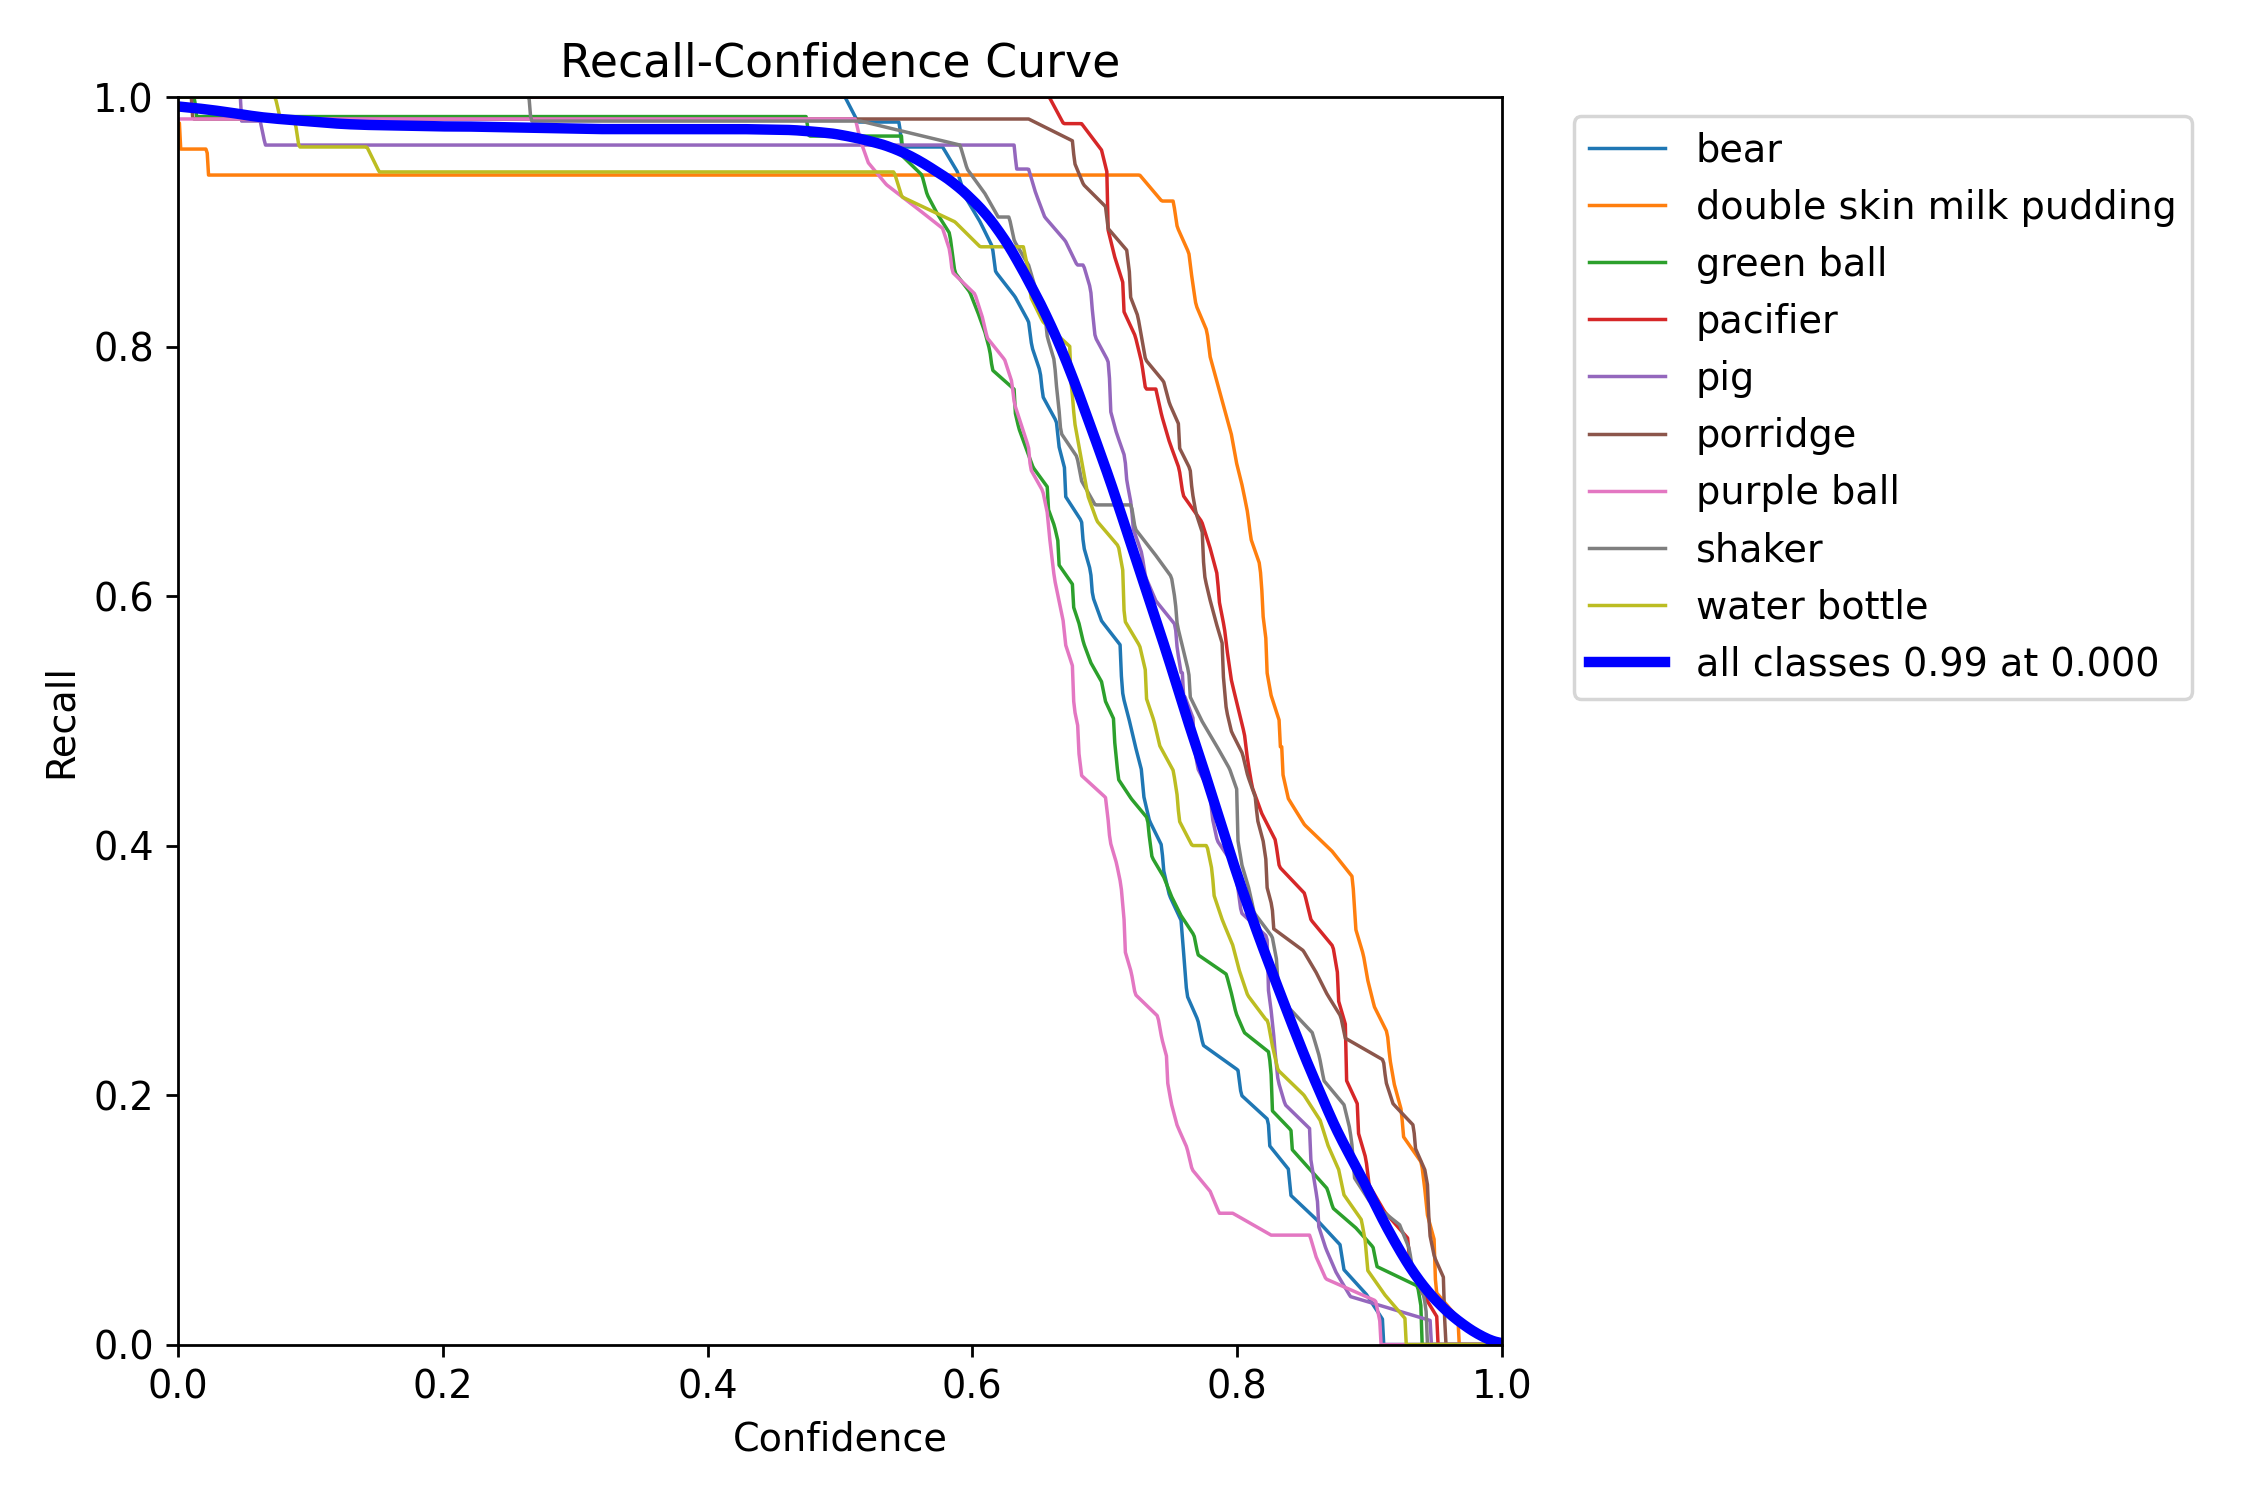 Recall-Confidence Curve
1.0
0.8
0.6
0.4
0.2
0.0
Recall
0.0 0.2 0.4 0.6 0.8 1.0
Confidence
bear
double skin milk pudding
green ball
pacifier
pig
porridge
purple ball
shaker
water bottle
all classes 0.99 at 0.000